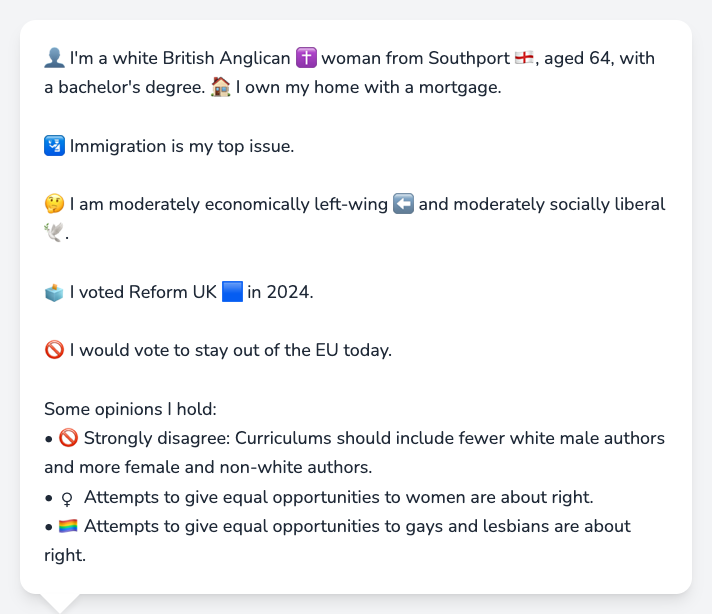 👤 I'm a white British Anglican ✝️ woman from Southport 🏴󠁧󠁢󠁥󠁮󠁧󠁿, aged 64, with
a bachelor's degree. 🏠 I own my home with a mortgage.
🛂 Immigration is my top issue.
🤔 I am moderately economically left-wing ⬅️ and moderately socially liberal
🕊️.
🗳️ I voted Reform UK 🟦 in 2024.
🚫 I would vote to stay out of the EU today.
Some opinions I hold:
• 🚫 Strongly disagree: Curriculums should include fewer white male authors
and more female and non-white authors.
• ♀ Attempts to give equal opportunities to women are about right.
• 🏳️‍🌈 Attempts to give equal opportunities to gays and lesbians are about
right.